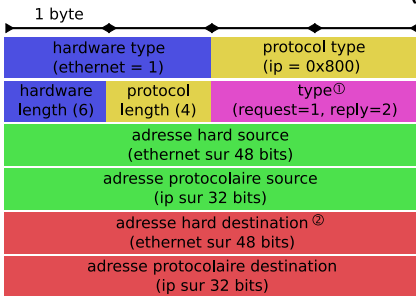 1 byte
hardware type
(ethernet = 1)
protocol type
(ip = 0x800)
hardware
length (6)
protocol
length (4)
type①
(request=1, reply=2)
adresse hard source
(ethernet sur 48 bits)
adresse protocolaire source
(ip sur 32 bits)
adresse hard destination ②
(ethernet sur 48 bits)
adresse protocolaire destination
(ip sur 32 bits)